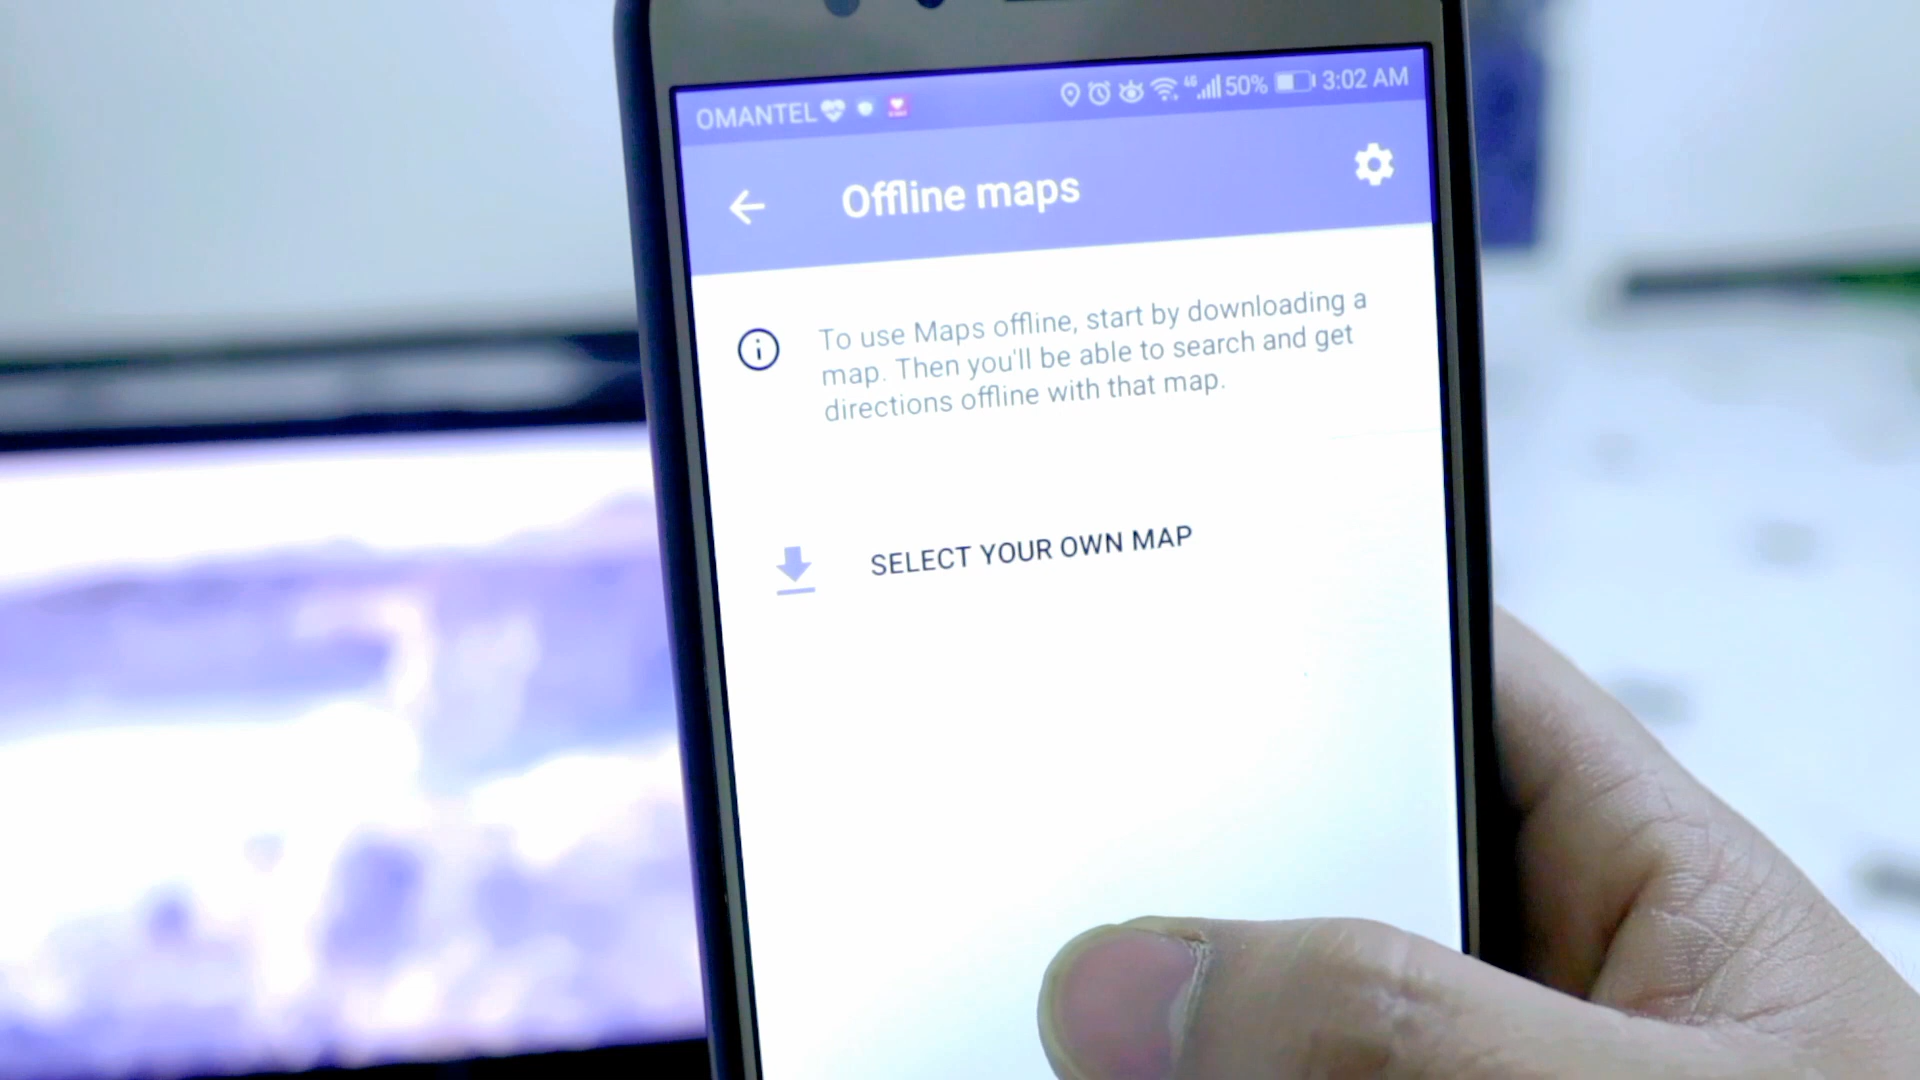 OMANTEL 4G 50% 3:02 AM
Offline maps
To use Maps offline, start by downloading a
map. Then you'll be able to search and get
directions offline with that map.
SELECT YOUR OWN MAP